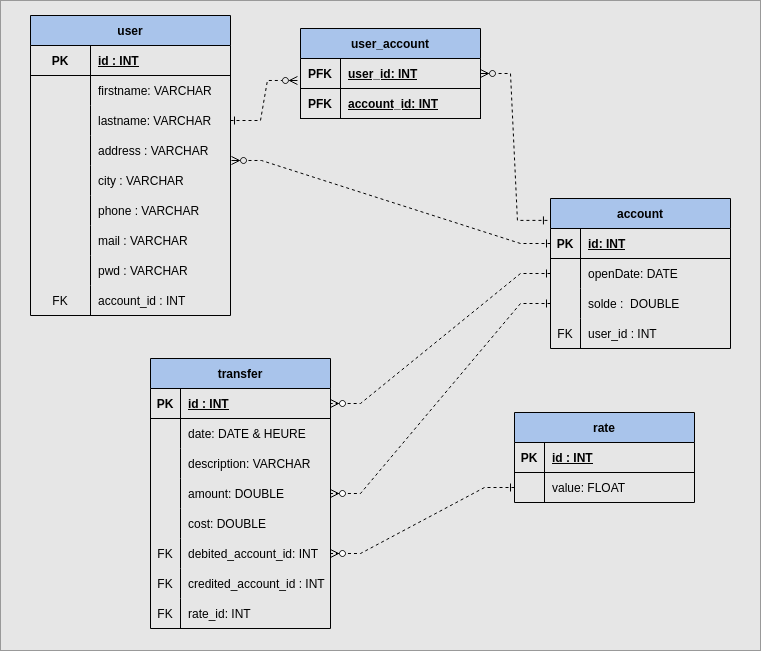 user
PK id : INT
firstname: VARCHAR
lastname: VARCHAR
address : VARCHAR
city : VARCHAR
phone : VARCHAR
mail : VARCHAR
pwd : VARCHAR
FK account_id : INT
user_account
PFK user_id: INT
PFK account_id: INT
account
PK id: INT
openDate: DATE
solde : DOUBLE
FK user_id : INT
transfer
PK id : INT
date: DATE & HEURE
description: VARCHAR
amount: DOUBLE
cost: DOUBLE
FK debited_account_id: INT
FK credited_account_id : INT
FK rate_id: INT
rate
PK id : INT
value: FLOAT